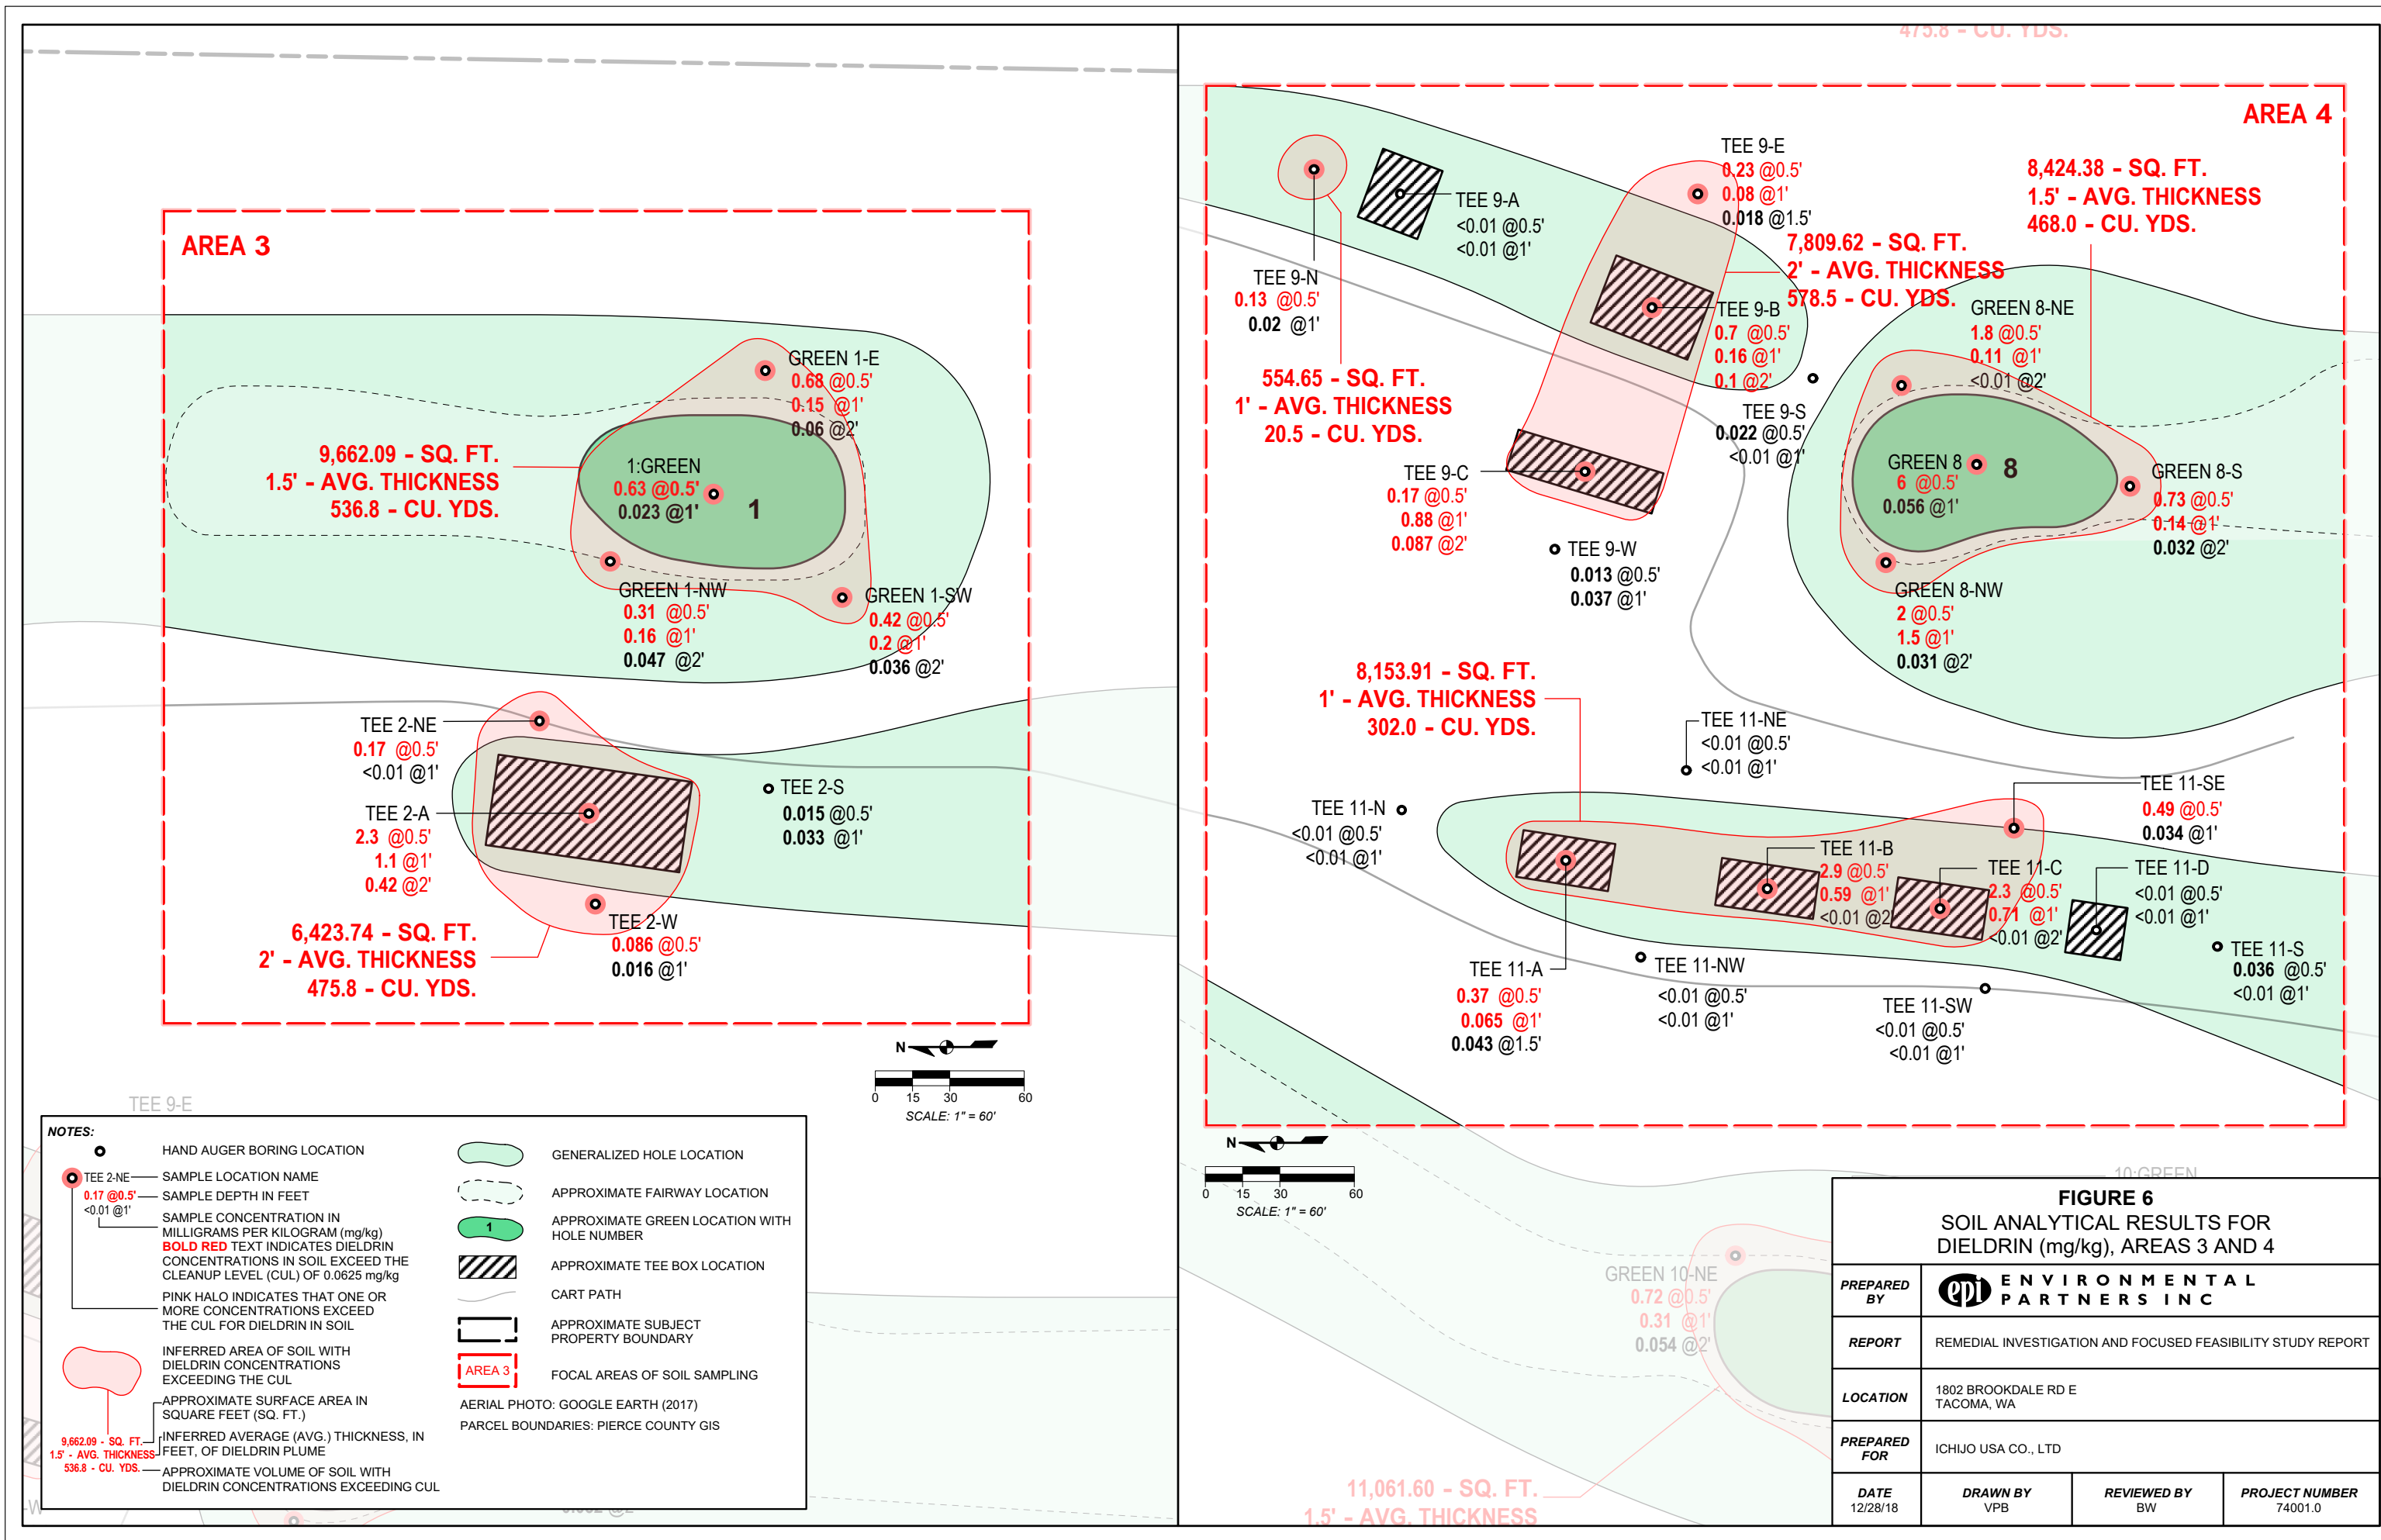 475.8 - CU. YDS.
AREA 3
9,662.09 - SQ. FT.
1.5' - AVG. THICKNESS
536.8 - CU. YDS.
GREEN 1-E
0.68 @0.5'
0.15 @1'
0.06 @2'
1:GREEN
0.63 @0.5'
0.023 @1'
1
GREEN 1-NW
0.31 @0.5'
0.16 @1'
0.047 @2'
GREEN 1-SW
0.42 @0.5'
0.2 @1'
0.036 @2'
TEE 2-NE
0.17 @0.5'
<0.01 @1'
TEE 2-A
2.3 @0.5'
1.1 @1'
0.42 @2'
TEE 2-S
0.015 @0.5'
0.033 @1'
TEE 2-W
0.086 @0.5'
0.016 @1'
6,423.74 - SQ. FT.
2' - AVG. THICKNESS
475.8 - CU. YDS.
N
0 15 30 60
SCALE: 1" = 60'
AREA 4
TEE 9-E
0.23 @0.5'
0.08 @1'
0.018 @1.5'
8,424.38 - SQ. FT.
1.5' - AVG. THICKNESS
468.0 - CU. YDS.
TEE 9-A
<0.01 @0.5'
<0.01 @1'
7,809.62 - SQ. FT.
2' - AVG. THICKNESS
578.5 - CU. YDS.
TEE 9-N
0.13 @0.5'
0.02 @1'
554.65 - SQ. FT.
1' - AVG. THICKNESS
20.5 - CU. YDS.
TEE 9-B
0.7 @0.5'
0.16 @1'
0.1 @2'
GREEN 8-NE
1.8 @0.5'
0.11 @1'
<0.01 @2'
TEE 9-S
0.022 @0.5'
<0.01 @1'
TEE 9-C
0.17 @0.5'
0.88 @1'
0.087 @2'
GREEN 8
6 @0.5'
0.056 @1'
8
GREEN 8-S
0.73 @0.5'
0.14 @1'
0.032 @2'
TEE 9-W
0.013 @0.5'
0.037 @1'
GREEN 8-NW
2 @0.5'
1.5 @1'
0.031 @2'
8,153.91 - SQ. FT.
1' - AVG. THICKNESS
302.0 - CU. YDS.
TEE 11-NE
<0.01 @0.5'
<0.01 @1'
TEE 11-N
<0.01 @0.5'
<0.01 @1'
TEE 11-SE
0.49 @0.5'
0.034 @1'
TEE 11-B
2.9 @0.5'
0.59 @1'
<0.01 @2'
TEE 11-C
2.3 @0.5'
0.71 @1'
<0.01 @2'
TEE 11-D
<0.01 @0.5'
<0.01 @1'
TEE 11-S
0.036 @0.5'
<0.01 @1'
TEE 11-A
0.37 @0.5'
0.065 @1'
0.043 @1.5'
TEE 11-NW
<0.01 @0.5'
<0.01 @1'
TEE 11-SW
<0.01 @0.5'
<0.01 @1'
N
0 15 30 60
SCALE: 1" = 60'
10:GREEN
GREEN 10-NE
0.72 @0.5'
0.31 @1'
0.054 @2'
11,061.60 - SQ. FT.
1.5' - AVG. THICKNESS
TEE 9-E
NOTES:
HAND AUGER BORING LOCATION
TEE 2-NE
SAMPLE LOCATION NAME
0.17 @0.5'
SAMPLE DEPTH IN FEET
<0.01 @1'
SAMPLE CONCENTRATION IN
MILLIGRAMS PER KILOGRAM (mg/kg)
BOLD RED TEXT INDICATES DIELDRIN
CONCENTRATIONS IN SOIL EXCEED THE
CLEANUP LEVEL (CUL) OF 0.0625 mg/kg
PINK HALO INDICATES THAT ONE OR
MORE CONCENTRATIONS EXCEED
THE CUL FOR DIELDRIN IN SOIL
INFERRED AREA OF SOIL WITH
DIELDRIN CONCENTRATIONS
EXCEEDING THE CUL
APPROXIMATE SURFACE AREA IN
SQUARE FEET (SQ. FT.)
9,662.09 - SQ. FT.
1.5' - AVG. THICKNESS
536.8 - CU. YDS.
INFERRED AVERAGE (AVG.) THICKNESS, IN
FEET, OF DIELDRIN PLUME
APPROXIMATE VOLUME OF SOIL WITH
DIELDRIN CONCENTRATIONS EXCEEDING CUL
GENERALIZED HOLE LOCATION
APPROXIMATE FAIRWAY LOCATION
1
APPROXIMATE GREEN LOCATION WITH
HOLE NUMBER
APPROXIMATE TEE BOX LOCATION
CART PATH
APPROXIMATE SUBJECT
PROPERTY BOUNDARY
AREA 3
FOCAL AREAS OF SOIL SAMPLING
AERIAL PHOTO: GOOGLE EARTH (2017)
PARCEL BOUNDARIES: PIERCE COUNTY GIS
FIGURE 6
SOIL ANALYTICAL RESULTS FOR
DIELDRIN (mg/kg), AREAS 3 AND 4
PREPARED
BY
epi
ENVIRONMENTAL
PARTNERS INC
REPORT
REMEDIAL INVESTIGATION AND FOCUSED FEASIBILITY STUDY REPORT
LOCATION
1802 BROOKDALE RD E
TACOMA, WA
PREPARED
FOR
ICHIJO USA CO., LTD
DATE
12/28/18
DRAWN BY
VPB
REVIEWED BY
BW
PROJECT NUMBER
74001.0